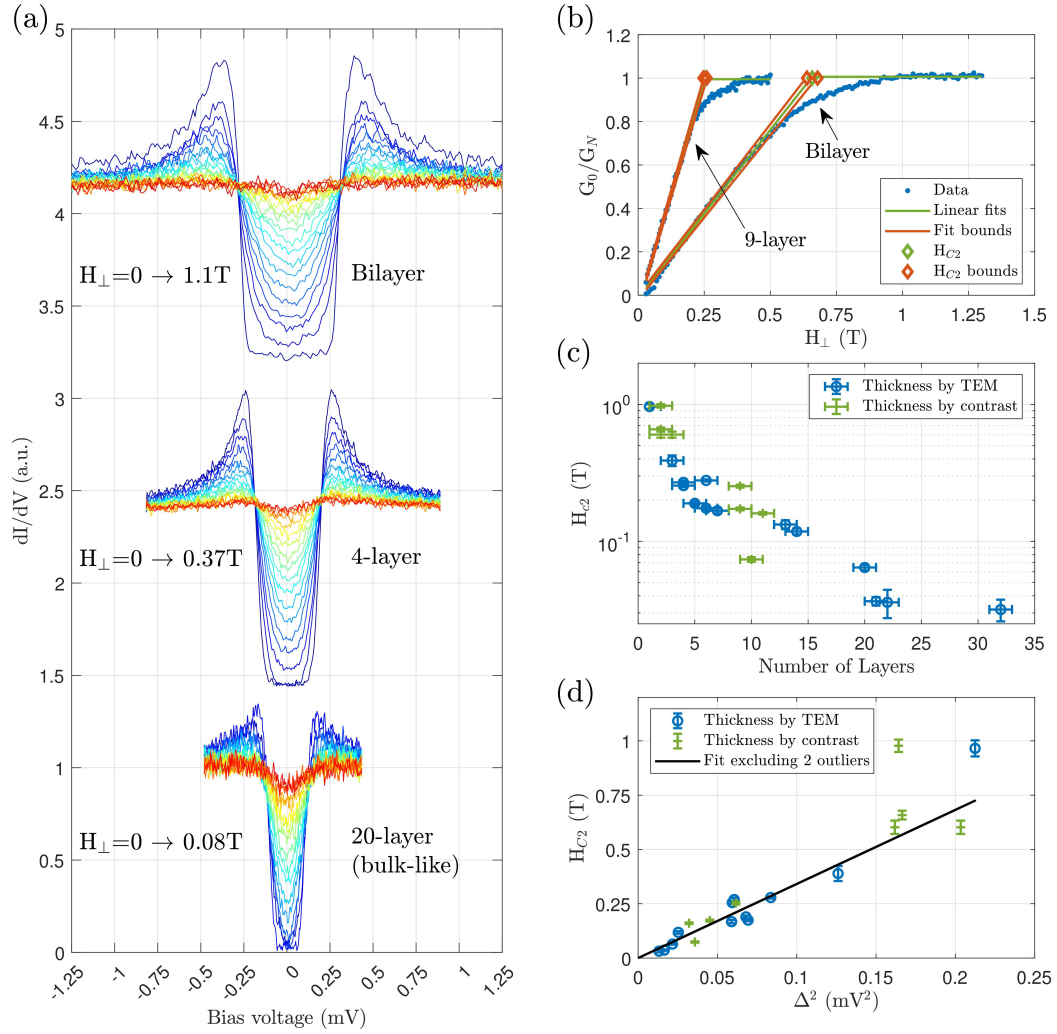 (a)
5
4.5
4
3.5
3
2.5
2
1.5
1
0.5
0
dI/dV (a.u.)
H⊥=0 → 1.1T
Bilayer
H⊥=0 → 0.37T
4-layer
H⊥=0 → 0.08T
20-layer
(bulk-like)
-1.25 -1 -0.75 -0.5 -0.25 0 0.25 0.5 0.75 1 1.25
Bias voltage (mV)
(b)
1.2
1
0.8
0.6
0.4
0.2
0
G0/GN
Bilayer
9-layer
Data
Linear fits
Fit bounds
HC2
HC2 bounds
0 0.25 0.5 0.75 1 1.25 1.5
H⊥ (T)
(c)
Thickness by TEM
Thickness by contrast
10^0
10^-1
Hc2 (T)
0 5 10 15 20 25 30 35
Number of Layers
(d)
Thickness by TEM
Thickness by contrast
Fit excluding 2 outliers
1
0.75
0.5
0.25
0
HC2 (T)
0 0.05 0.1 0.15 0.2 0.25
Δ² (mV²)